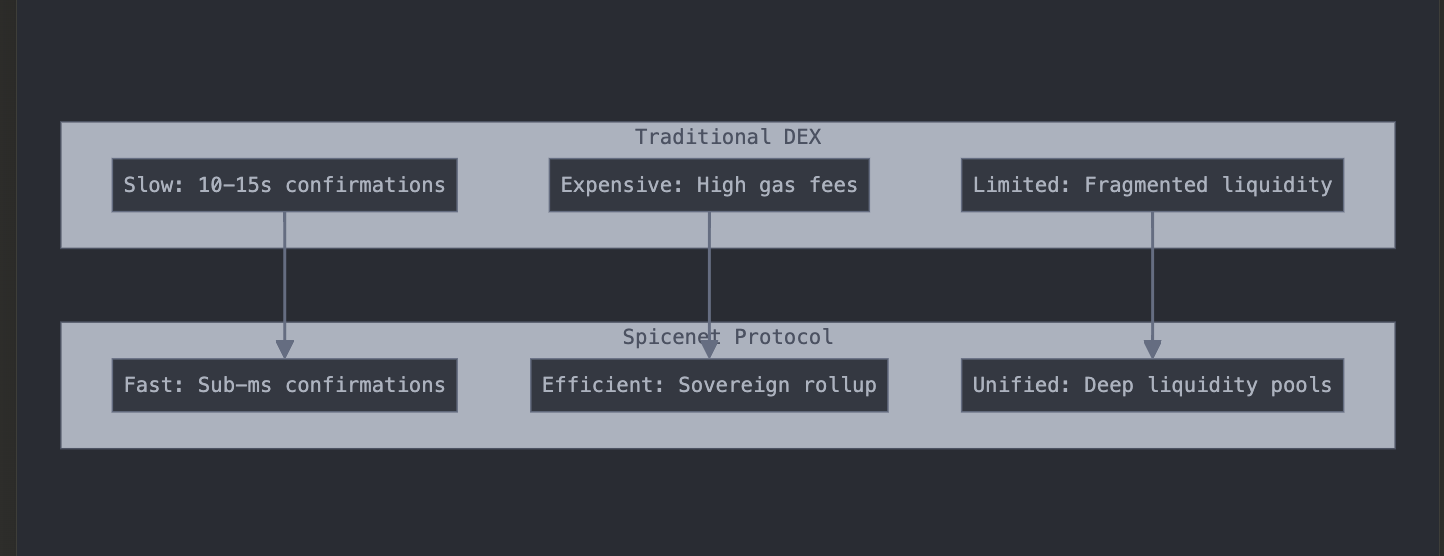 Traditional DEX
Slow: 10-15s confirmations
Expensive: High gas fees
Limited: Fragmented liquidity
Spicenet Protocol
Fast: Sub-ms confirmations
Efficient: Sovereign rollup
Unified: Deep liquidity pools